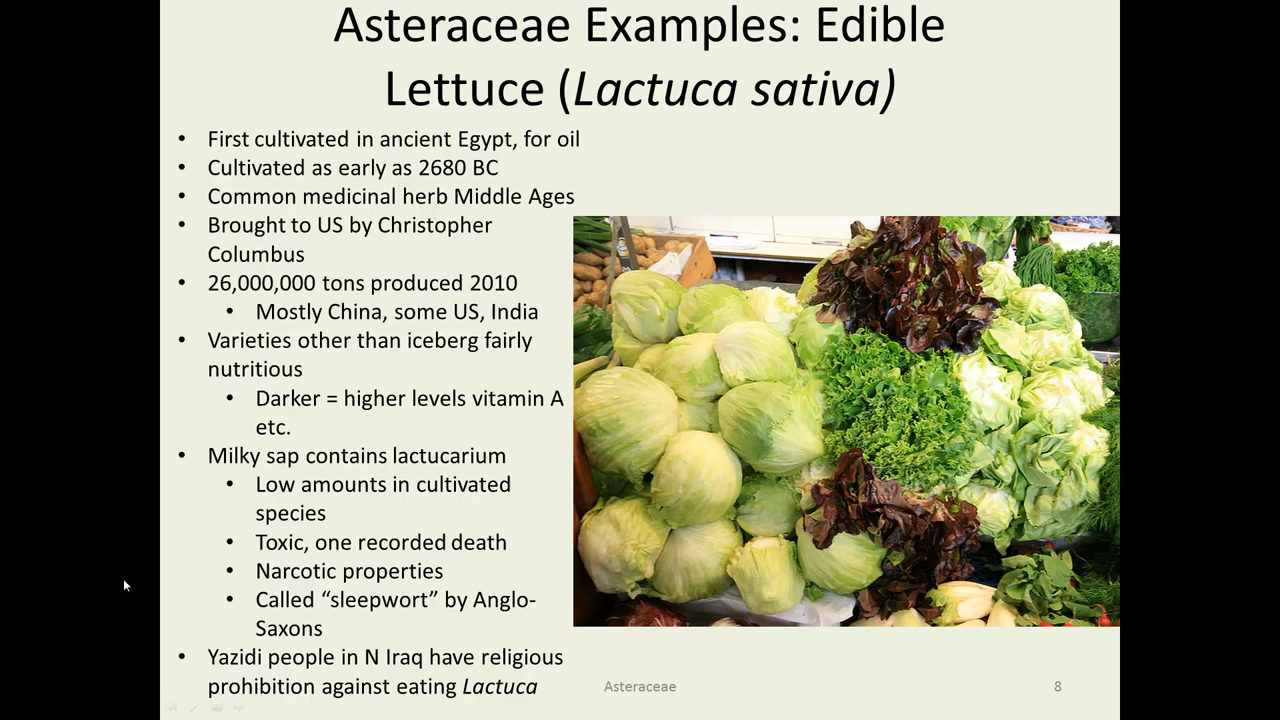 Asteraceae Examples: Edible
Lettuce (Lactuca sativa)
• First cultivated in ancient Egypt, for oil
• Cultivated as early as 2680 BC
• Common medicinal herb Middle Ages
• Brought to US by Christopher
Columbus
• 26,000,000 tons produced 2010
• Mostly China, some US, India
• Varieties other than iceberg fairly
nutritious
• Darker = higher levels vitamin A
etc.
• Milky sap contains lactucarium
• Low amounts in cultivated
species
• Toxic, one recorded death
• Narcotic properties
• Called “sleepwort” by Anglo-
Saxons
• Yazidi people in N Iraq have religious
prohibition against eating Lactuca
Asteraceae
8